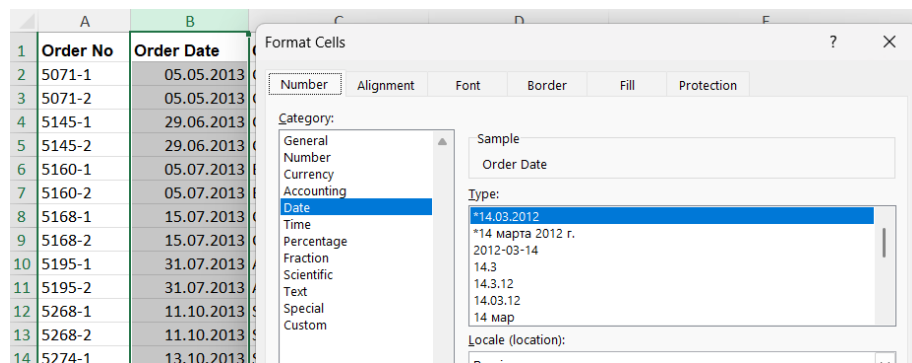 A B C D E
1 Order No Order Date Format Cells ? ×
2 5071-1 05.05.2013
3 5071-2 05.05.2013
4 5145-1 29.06.2013
5 5145-2 29.06.2013
6 5160-1 05.07.2013
7 5160-2 05.07.2013
8 5168-1 15.07.2013
9 5168-2 15.07.2013
10 5195-1 31.07.2013
11 5195-2 31.07.2013
12 5268-1 11.10.2013
13 5268-2 11.10.2013
14 5274-1 13.10.2013
Number Alignment Font Border Fill Protection
Category:
General
Number
Currency
Accounting
Date
Time
Percentage
Fraction
Scientific
Text
Special
Custom
Sample
Order Date
Type:
*14.03.2012
*14 марта 2012 г.
2012-03-14
14.3
14.3.12
14.03.12
14 мар
Locale (location):